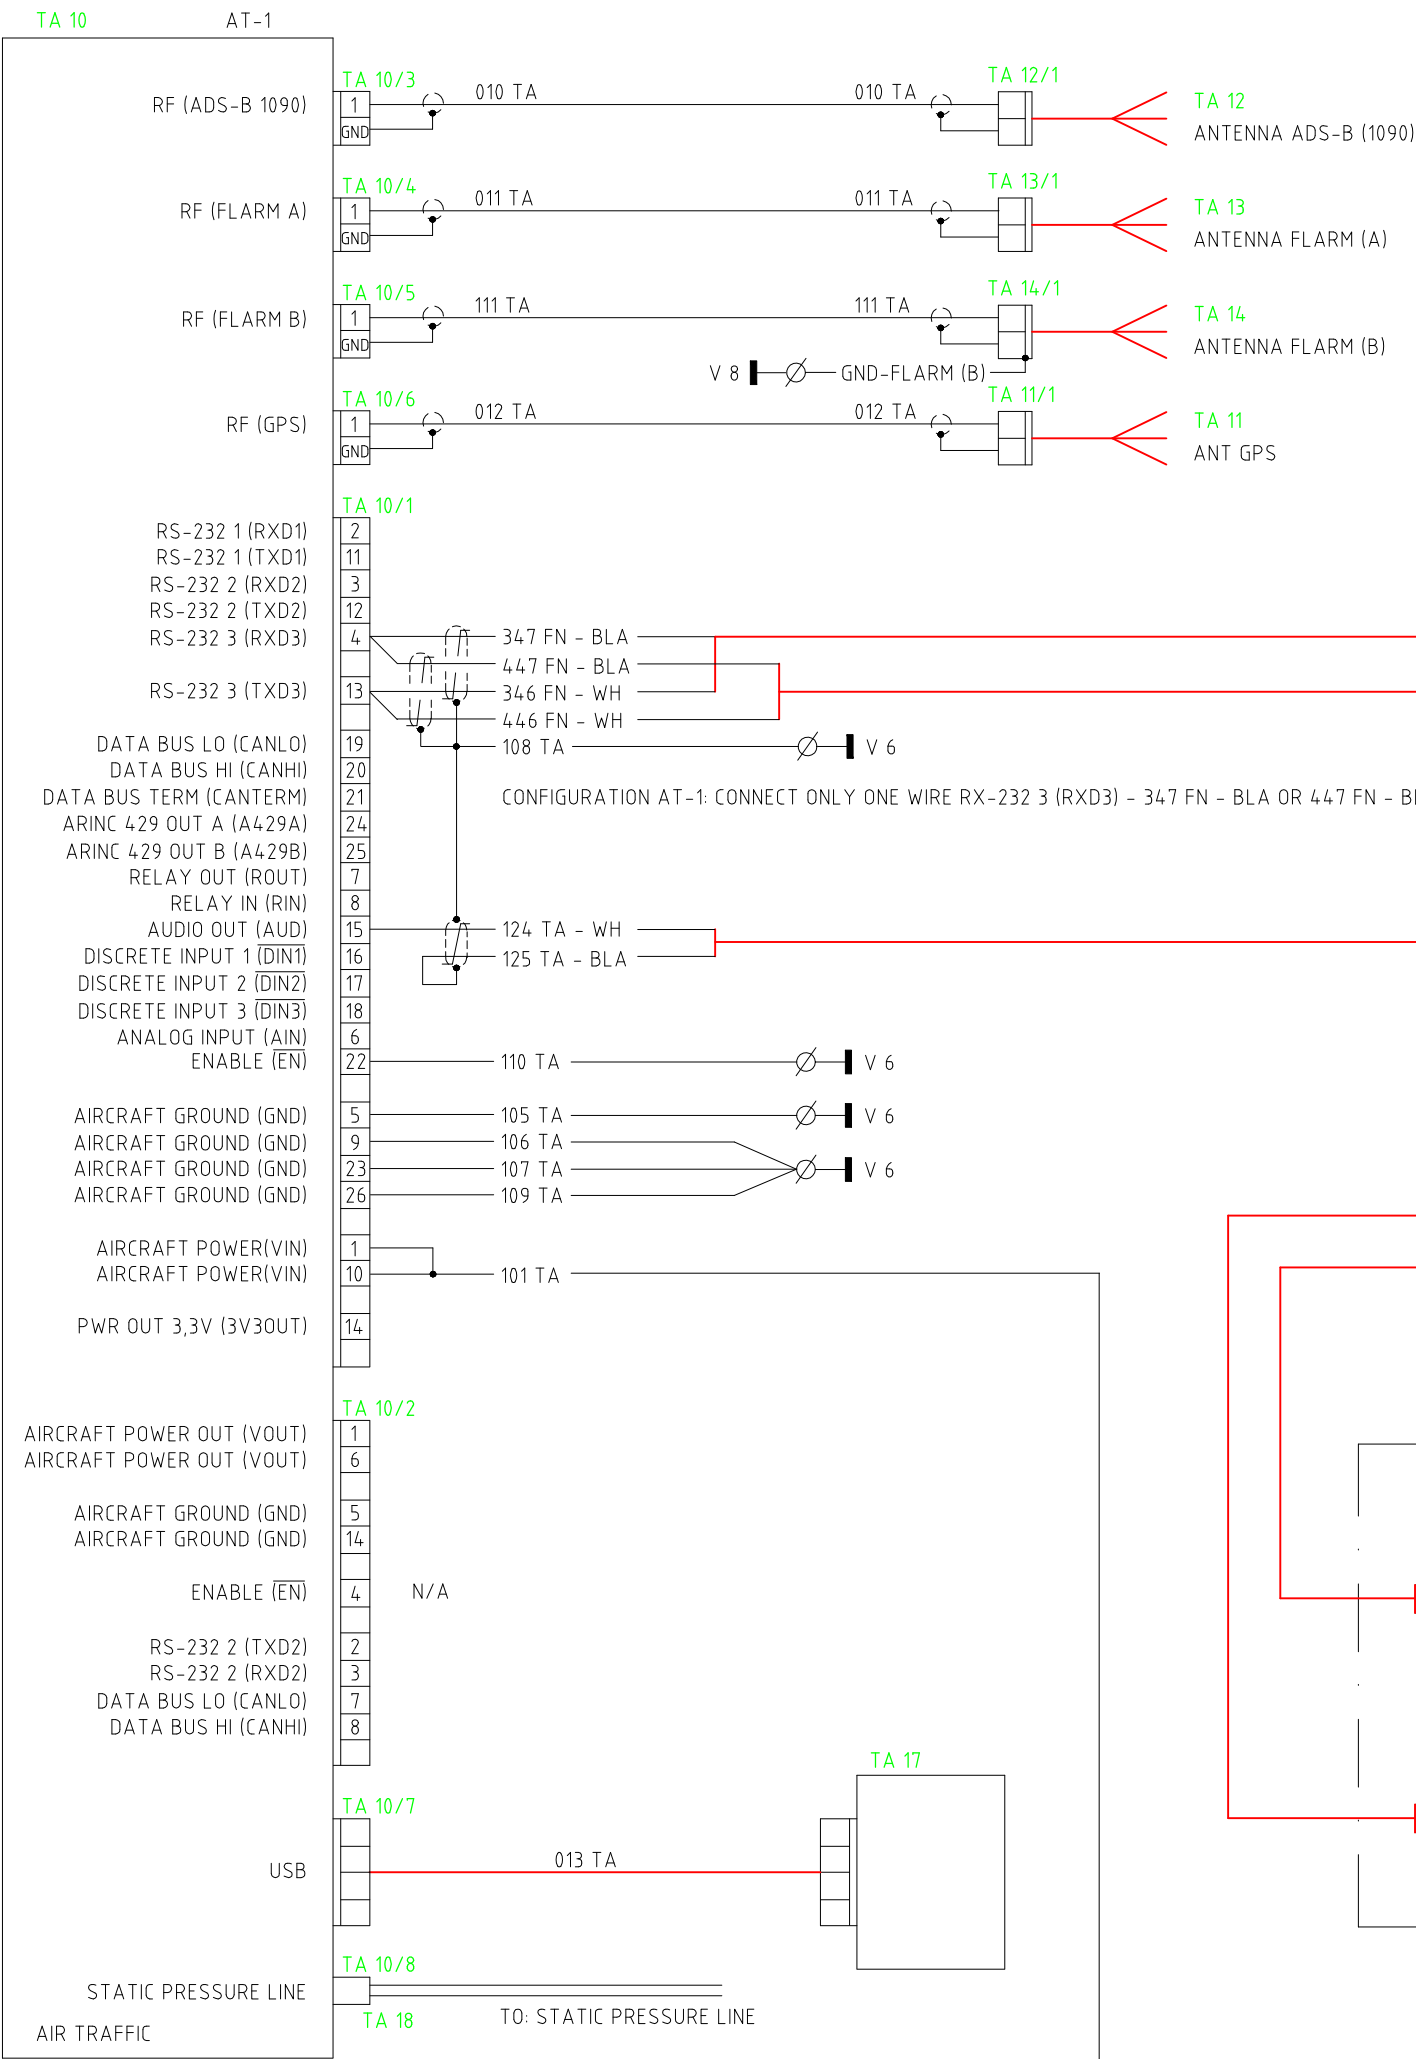 TA 10 AT-1
TA 10/3 TA 12/1
RF (ADS-B 1090) 1 010 TA 010 TA TA 12
GND ANTENNA ADS-B (1090)
TA 10/4 TA 13/1
RF (FLARM A) 1 011 TA 011 TA TA 13
GND ANTENNA FLARM (A)
TA 10/5 TA 14/1
RF (FLARM B) 1 111 TA 111 TA TA 14
GND ANTENNA FLARM (B)
V 8 GND-FLARM (B)
TA 10/6 TA 11/1
RF (GPS) 1 012 TA 012 TA TA 11
GND ANT GPS
TA 10/1
RS-232 1 (RXD1) 2
RS-232 1 (TXD1) 11
RS-232 2 (RXD2) 3
RS-232 2 (TXD2) 12
RS-232 3 (RXD3) 4 347 FN - BLA
447 FN - BLA
RS-232 3 (TXD3) 13 346 FN - WH
446 FN - WH
DATA BUS LO (CANLO) 19 108 TA V 6
DATA BUS HI (CANHI) 20
DATA BUS TERM (CANTERM) 21 CONFIGURATION AT-1: CONNECT ONLY ONE WIRE RX-232 3 (RXD3) - 347 FN - BLA OR 447 FN -
ARINC 429 OUT A (A429A) 24
ARINC 429 OUT B (A429B) 25
RELAY OUT (ROUT) 7
RELAY IN (RIN) 8
AUDIO OUT (AUD) 15 124 TA - WH
DISCRETE INPUT 1 (DIN1) 16 125 TA - BLA
DISCRETE INPUT 2 (DIN2) 17
DISCRETE INPUT 3 (DIN3) 18
ANALOG INPUT (AIN) 6
ENABLE (EN) 22 110 TA V 6
AIRCRAFT GROUND (GND) 5 105 TA V 6
AIRCRAFT GROUND (GND) 9 106 TA
AIRCRAFT GROUND (GND) 23 107 TA V 6
AIRCRAFT GROUND (GND) 26 109 TA
AIRCRAFT POWER(VIN) 1
AIRCRAFT POWER(VIN) 10 101 TA
PWR OUT 3,3V (3V3OUT) 14
TA 10/2
AIRCRAFT POWER OUT (VOUT) 1
AIRCRAFT POWER OUT (VOUT) 6
AIRCRAFT GROUND (GND) 5
AIRCRAFT GROUND (GND) 14
ENABLE (EN) 4 N/A
RS-232 2 (TXD2) 2
RS-232 2 (RXD2) 3
DATA BUS LO (CANLO) 7
DATA BUS HI (CANHI) 8
TA 17
TA 10/7
USB 013 TA
TA 10/8
STATIC PRESSURE LINE
TA 18 TO: STATIC PRESSURE LINE
AIR TRAFFIC